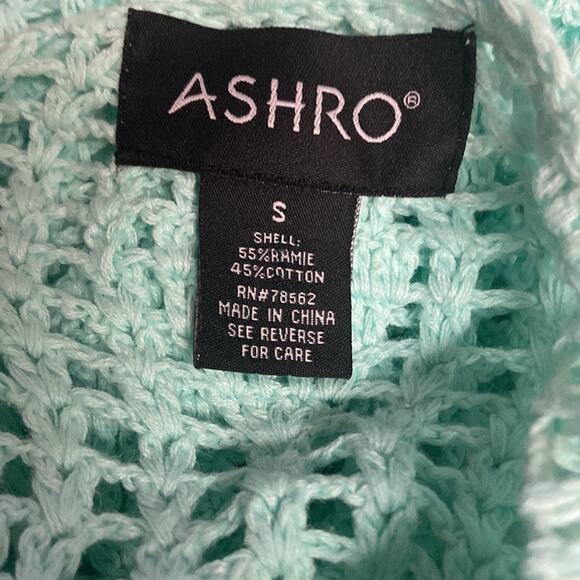 ASHRO®
S
SHELL:
55%RAMIE
45%COTTON
RN#78562
MADE IN CHINA
SEE REVERSE
FOR CARE